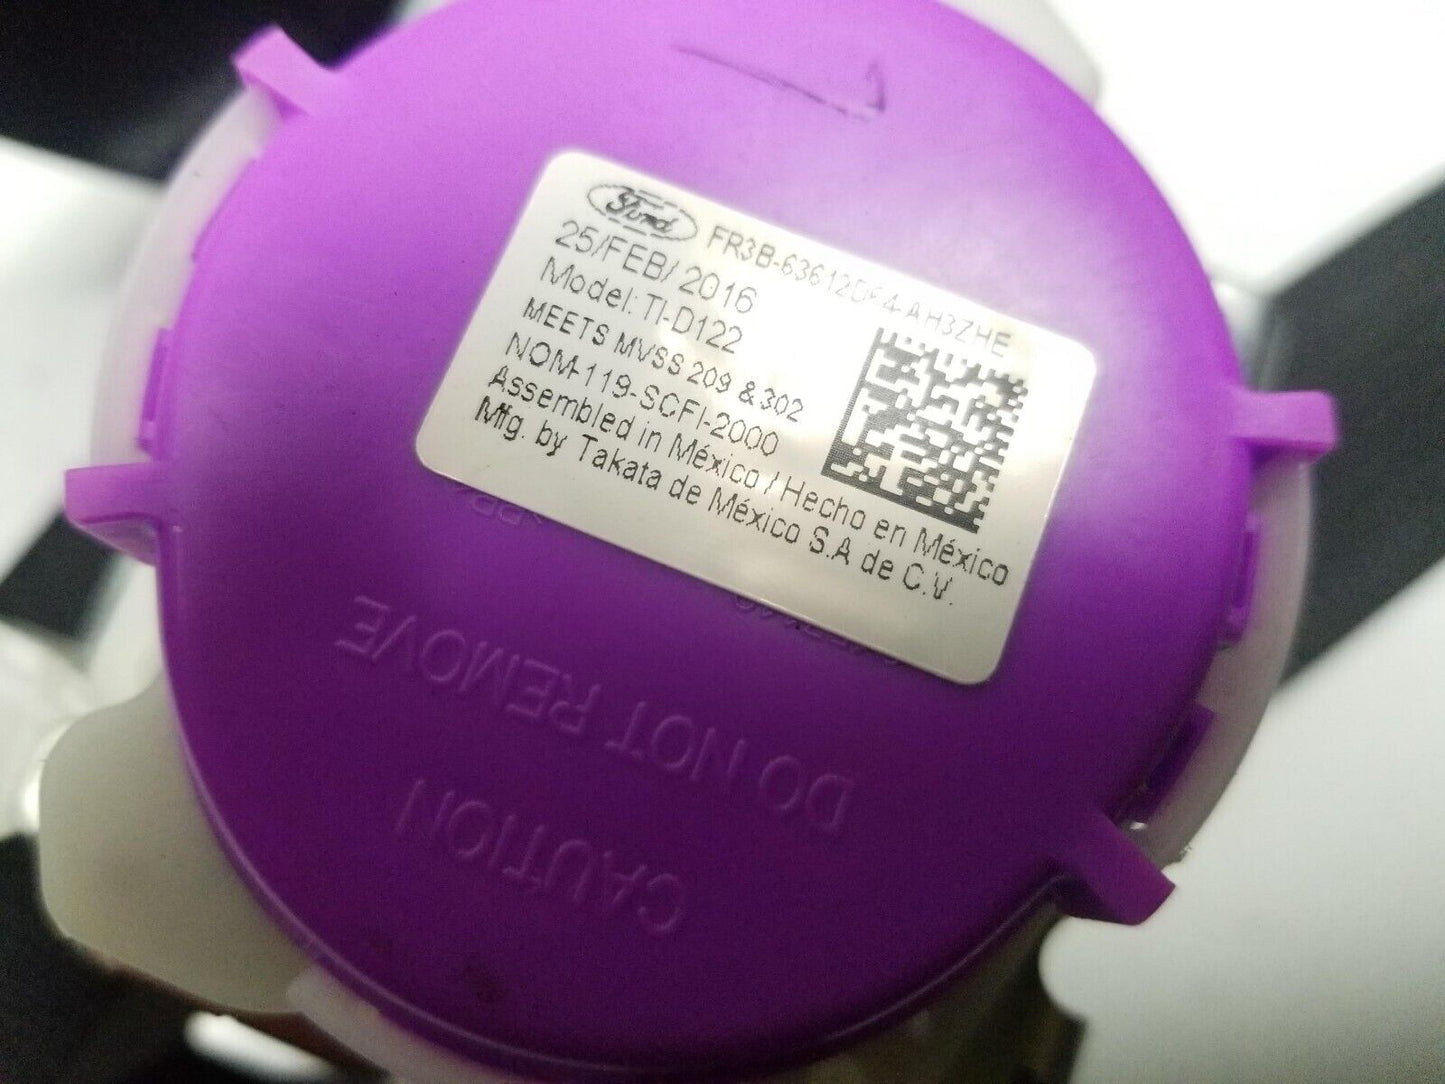 Ford FR3B-63612D64-AH3ZHE
25/FEB/ 2016
Model: TI-D122
MEETS MVSS 209 & 302
NOM-119-SCFI-2000
Assembled in México / Hecho en México
Mfg. by Takata de México S.A de C.V.
CAUTION
DO NOT REMOVE